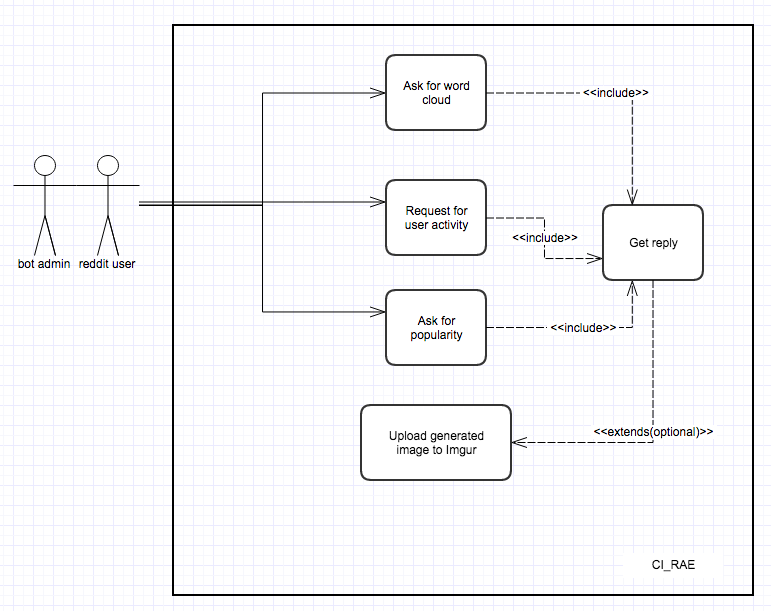 Ask for word
cloud
<<include>>
Request for
user activity
<<include>>
Get reply
bot admin
reddit user
Ask for
popularity
<<include>>
Upload generated
image to Imgur
<<extends(optional)>>
CI_RAE